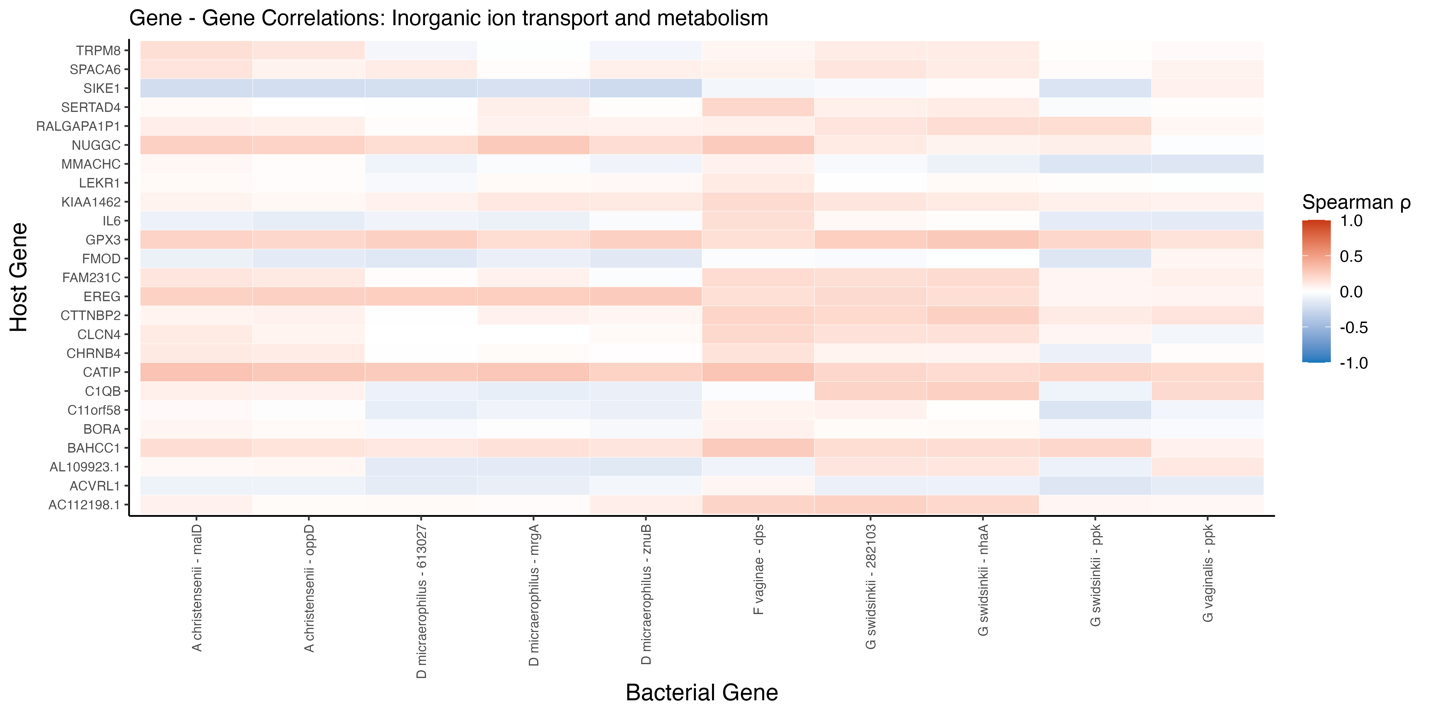 Gene - Gene Correlations: Inorganic ion transport and metabolism
Host Gene
TRPM8
SPACA6
SIKE1
SERTAD4
RALGAPA1P1
NUGGC
MMACHC
LEKR1
KIAA1462
IL6
GPX3
FMOD
FAM231C
EREG
CTTNBP2
CLCN4
CHRNB4
CATIP
C1QB
C11orf58
BORA
BAHCC1
AL109923.1
ACVRL1
AC112198.1
A christensenii - malD
A christensenii - oppD
D micraerophilus - 613027
D micraerophilus - mrgA
D micraerophilus - znuB
F vaginae - dps
G swidsinkii - 282103
G swidsinkii - nhaA
G swidsinkii - ppk
G vaginalis - ppk
Bacterial Gene
Spearman ρ
1.0
0.5
0.0
-0.5
-1.0